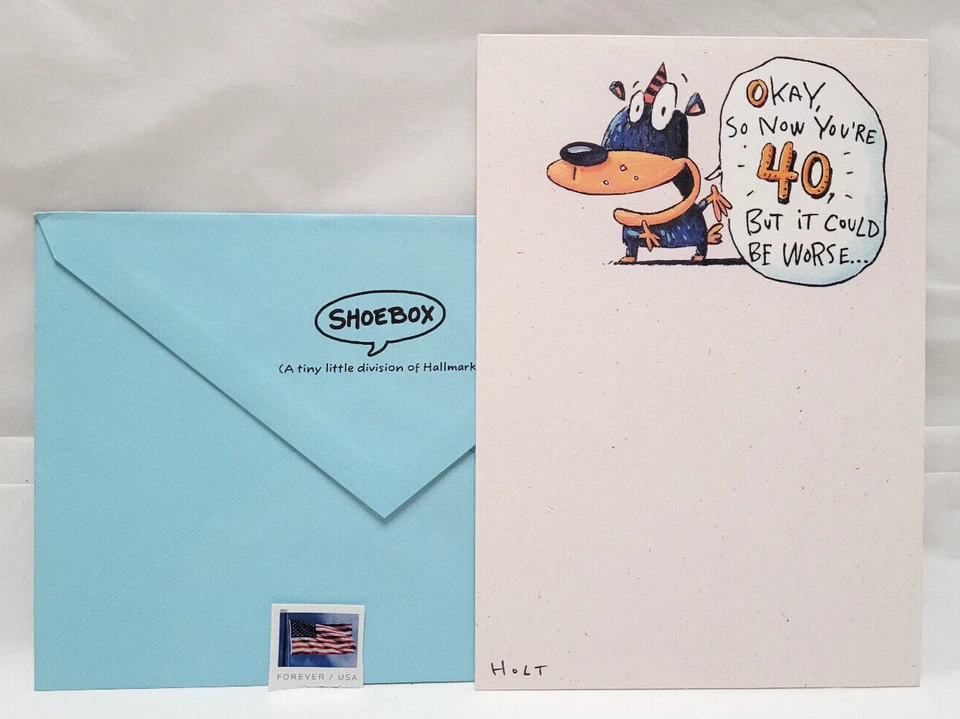 OKAY,
SO NOW YOU'RE
40,
BUT IT COULD
BE WORSE...
SHOEBOX
(A tiny little division of Hallmark
HOLT
FOREVER / USA